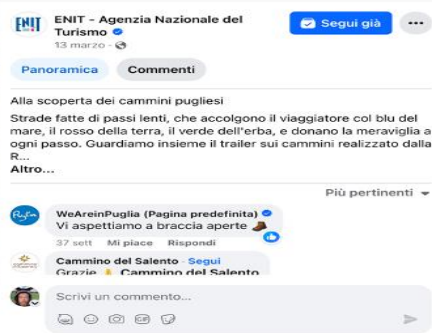 ENIT
ENIT - Agenzia Nazionale del
Turismo
Segui già
13 marzo ·
Panoramica
Commenti
Alla scoperta dei cammini pugliesi
Strade fatte di passi lenti, che accolgono il viaggiatore col blu del
mare, il rosso della terra, il verde dell'erba, e donano la meraviglia a
ogni passo. Guardiamo insieme il trailer sui cammini realizzato dalla
R...
Altro...
Più pertinenti
WeAreinPuglia (Pagina predefinita)
Vi aspettiamo a braccia aperte
37 sett Mi piace Rispondi
Cammino del Salento · Segui
Grazie Cammino del Salento
Scrivi un commento...
GIF